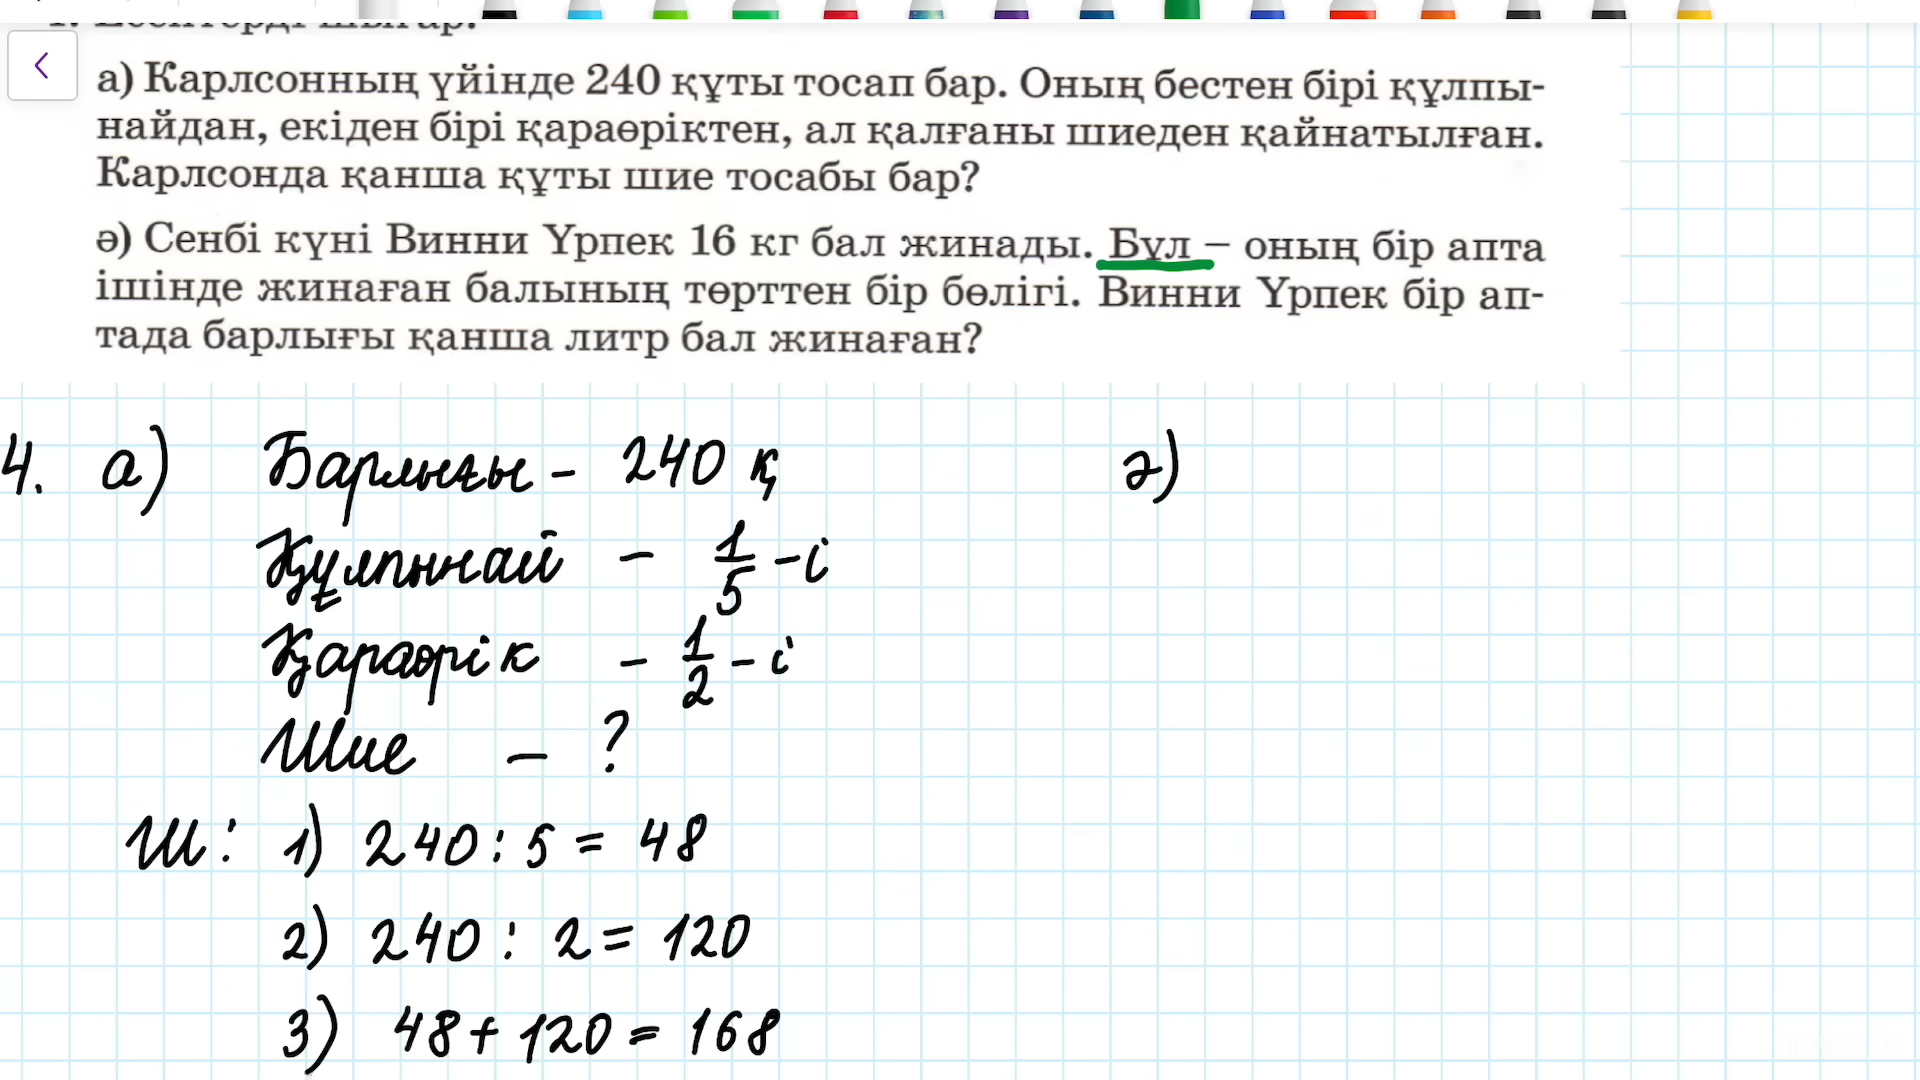 а) Карлсонның үйінде 240 құты тосап бар. Оның бестен бірі құлпы-
найдан, екіден бірі қараөріктен, ал қалғаны шиеден қайнатылған.
Карлсонда қанша құты шие тосабы бар?
ә) Сенбі күні Винни Үрпек 16 кг бал жинады. Бұл – оның бір апта
ішінде жинаған балының төрттен бір бөлігі. Винни Үрпек бір ап-
тада барлығы қанша литр бал жинаған?
4. а) Барлығы - 240 қ
ә)
Құлпынай - 1/5 - і
Қараөрік - 1/2 - і
Шие - ?
Ш: 1) 240 : 5 = 48
2) 240 : 2 = 120
3) 48 + 120 = 168